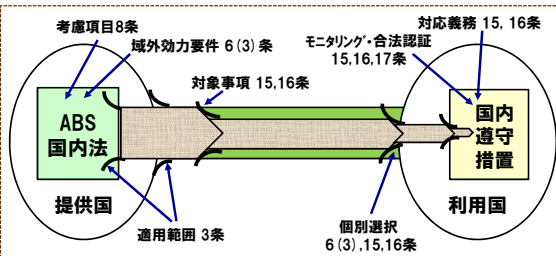 考慮項目8条
域外効力要件 6(3)条
対象事項 15,16条
モニタリング・合法認証
15,16,17条
対応義務 15, 16条
ABS
国内法
国内
遵守
措置
提供国
利用国
適用範囲 3条
個別選択
6(3),15,16条